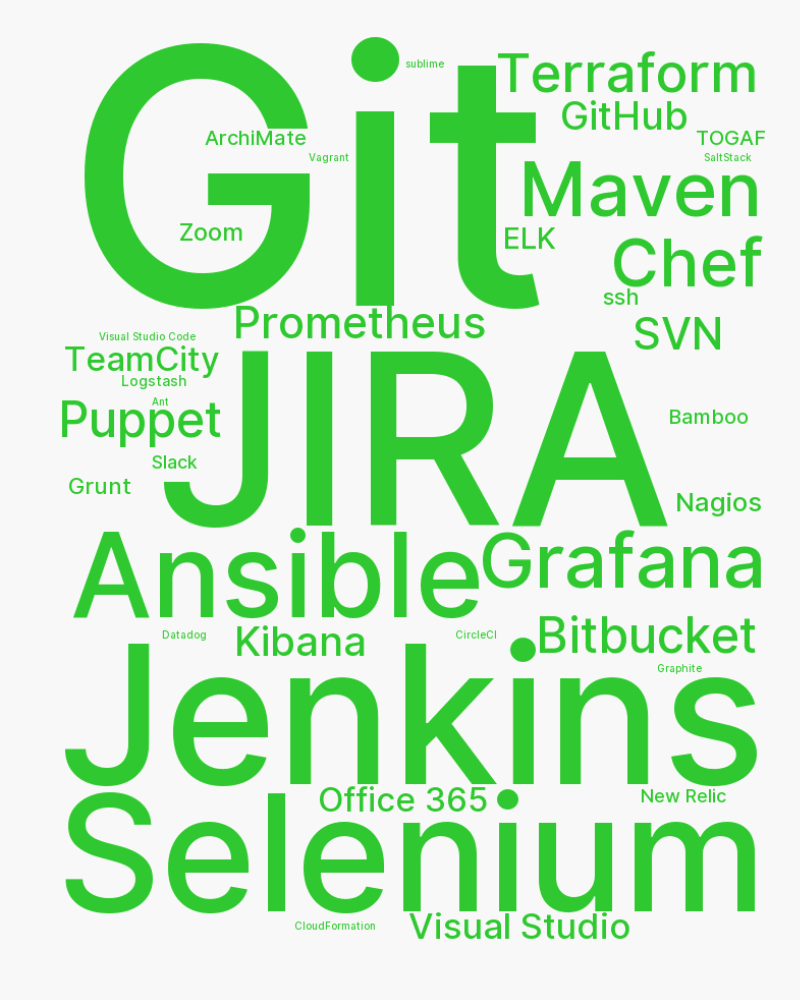 Git
sublime
Terraform
GitHub
ArchiMate
TOGAF
Vagrant
SaltStack
Maven
Zoom
ELK
Chef
ssh
Prometheus
SVN
Visual Studio Code
TeamCity
Logstash
JIRA
Ant
Puppet
Bamboo
Slack
Grunt
Nagios
Ansible
Grafana
Datadog
Kibana
CircleCI
Bitbucket
Graphite
Jenkins
Office 365
New Relic
Selenium
CloudFormation
Visual Studio